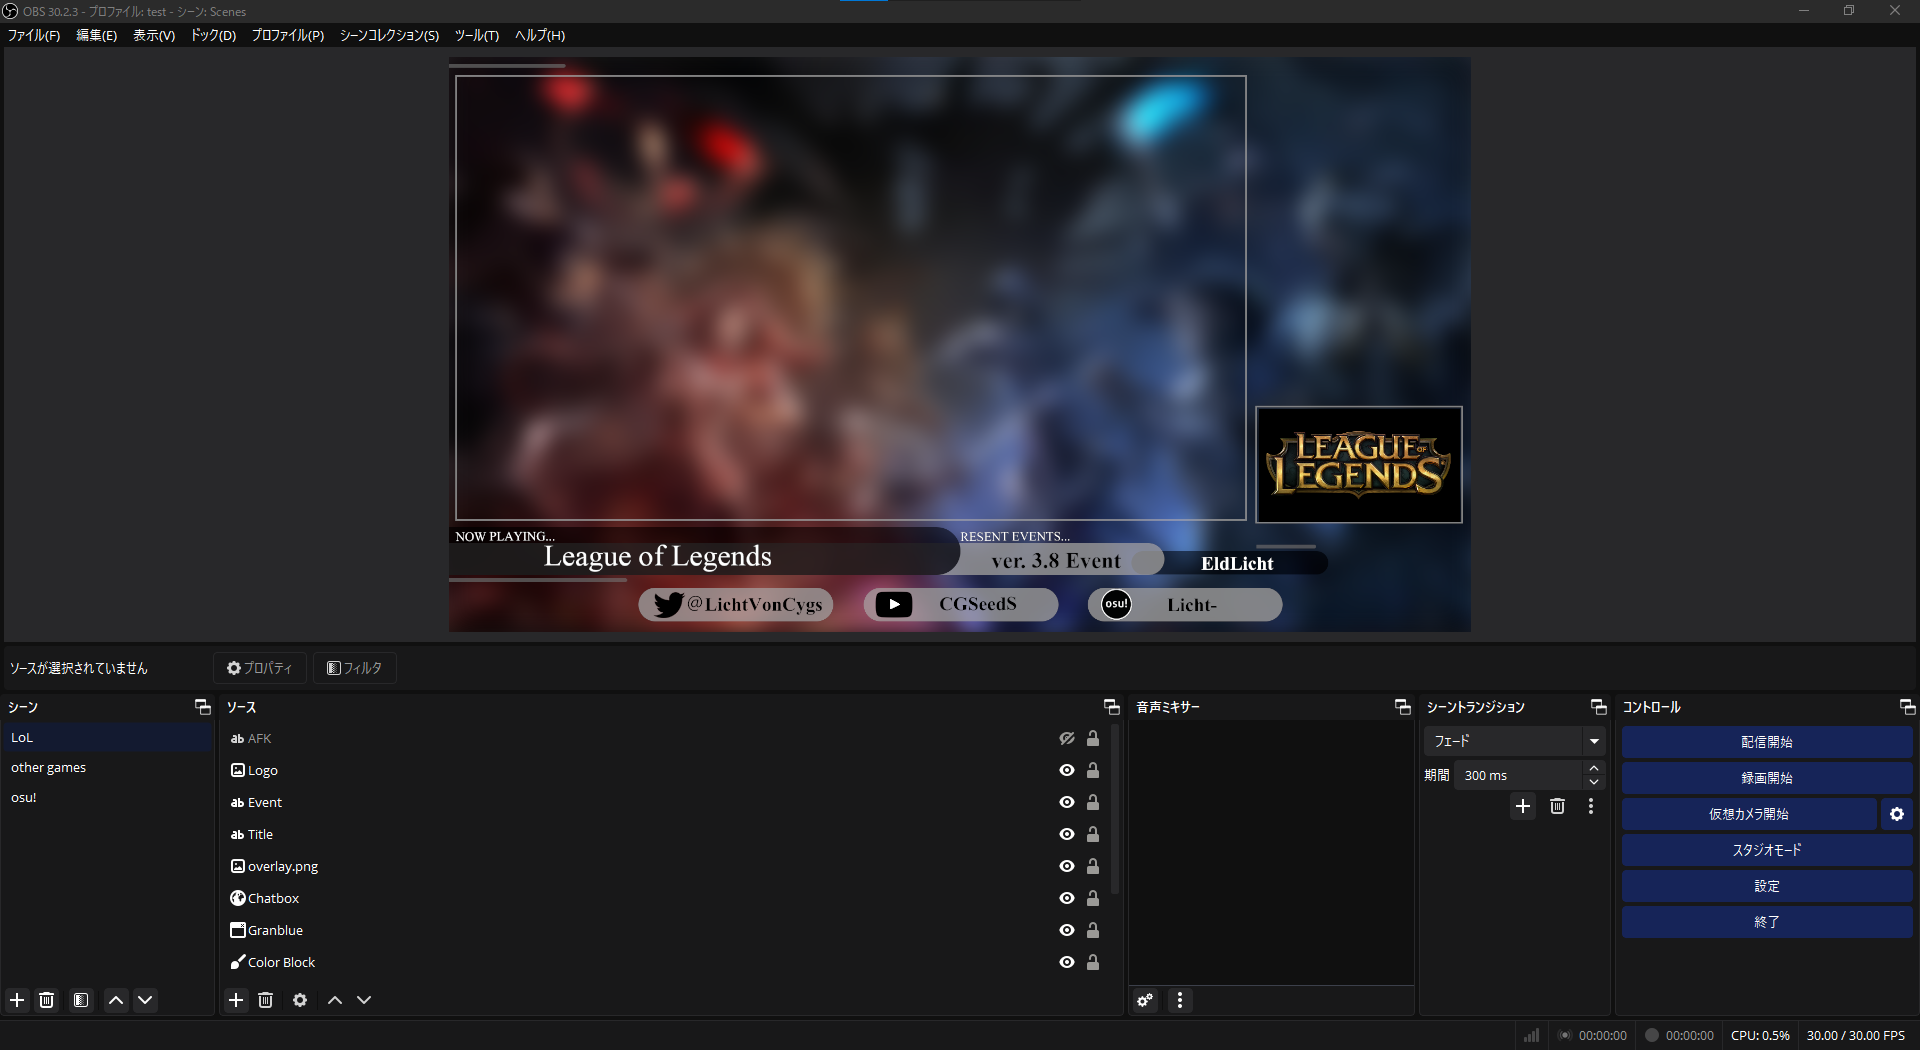 OBS 30.2.3 - プロファイル: test - シーン: Scenes
ファイル(F) 編集(E) 表示(V) ドック(D) プロファイル(P) シーンコレクション(S) ツール(T) ヘルプ(H)
LEAGUE OF
LEGENDS
NOW PLAYING...
League of Legends
RESENT EVENTS...
ver. 3.8 Event
EldLicht
@LichtVonCygs
CGSeedS
osu!
Licht-
ソースが選択されていません プロパティ フィルタ
シーン
LoL
other games
osu!
ソース
ab AFK
Logo
ab Event
ab Title
overlay.png
Chatbox
Granblue
Color Block
音声ミキサー
シーントランジション
フェード
期間 300 ms
コントロール
配信開始
録画開始
仮想カメラ開始
スタジオモード
設定
終了
00:00:00 00:00:00 CPU: 0.5% 30.00 / 30.00 FPS